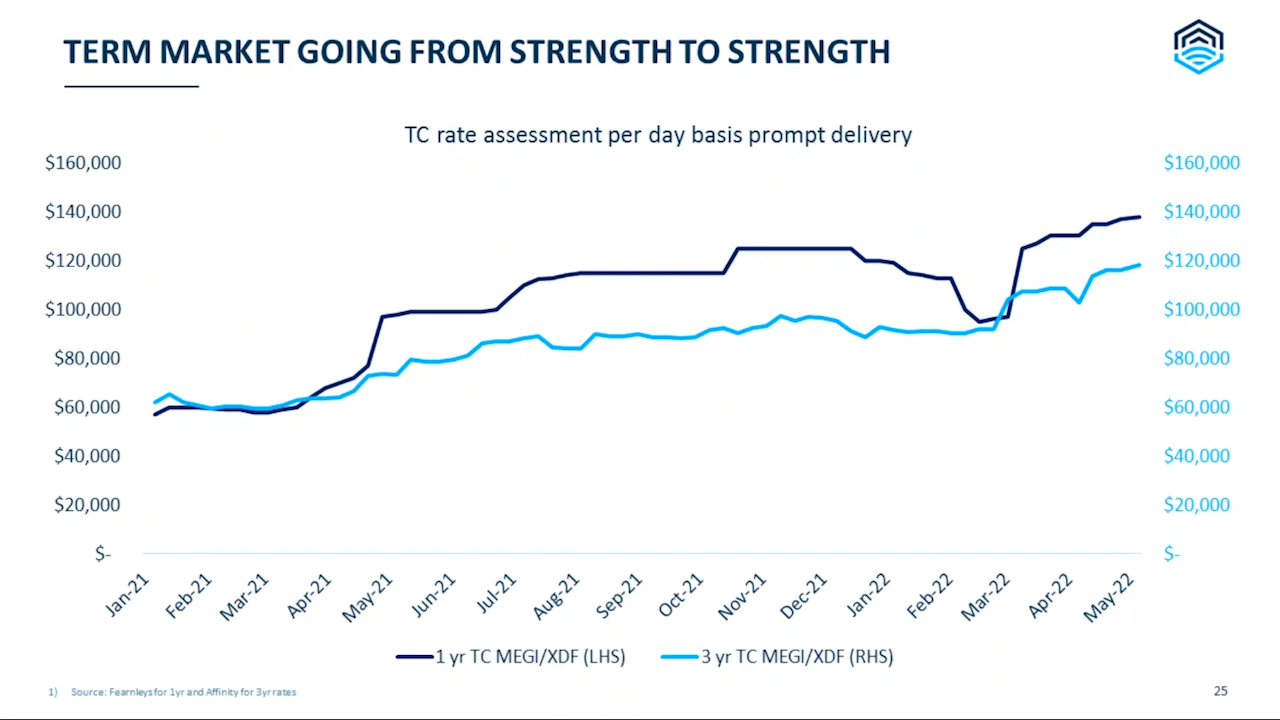 TERM MARKET GOING FROM STRENGTH TO STRENGTH
TC rate assessment per day basis prompt delivery
$160,000 $160,000
$140,000 $140,000
$120,000 $120,000
$100,000 $100,000
$80,000 $80,000
$60,000 $60,000
$40,000 $40,000
$20,000 $20,000
$- $-
Jan-21 Feb-21 Mar-21 Apr-21 May-21 Jun-21 Jul-21 Aug-21 Sep-21 Oct-21 Nov-21 Dec-21 Jan-22 Feb-22 Mar-22 Apr-22 May-22
1 yr TC MEGI/XDF (LHS) 3 yr TC MEGI/XDF (RHS)
1) Source: Fearnleys for 1yr and Affinity for 3yr rates
25